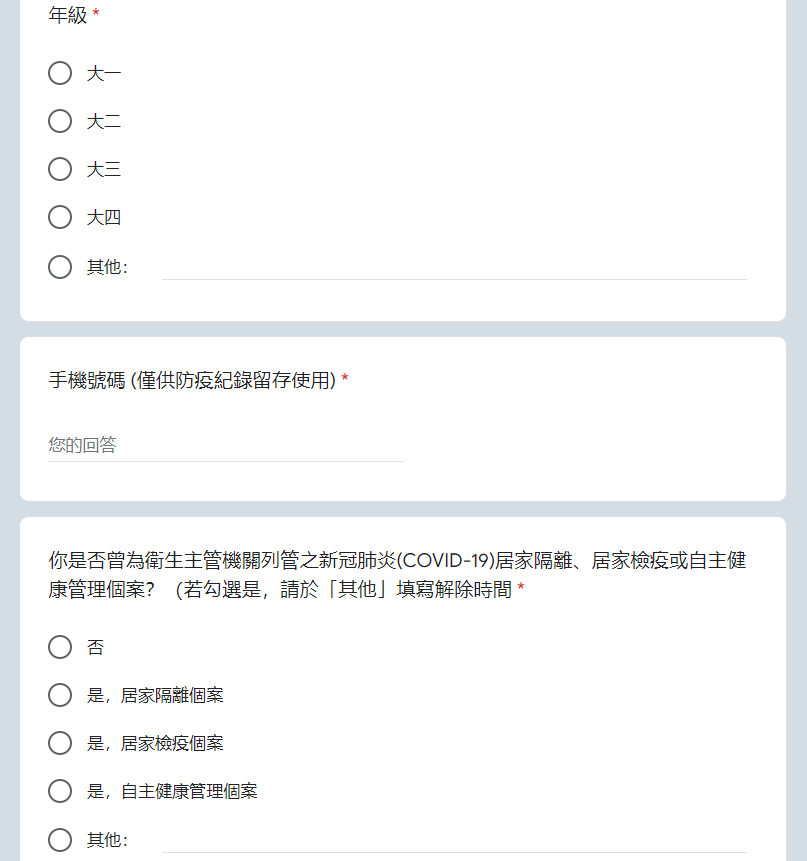 年級 *
大一
大二
大三
大四
其他:
手機號碼 (僅供防疫紀錄留存使用) *
您的回答
你是否曾為衛生主管機關列管之新冠肺炎(COVID-19)居家隔離、居家檢疫或自主健
康管理個案? (若勾選是，請於「其他」填寫解除時間 *
否
是，居家隔離個案
是，居家檢疫個案
是，自主健康管理個案
其他: